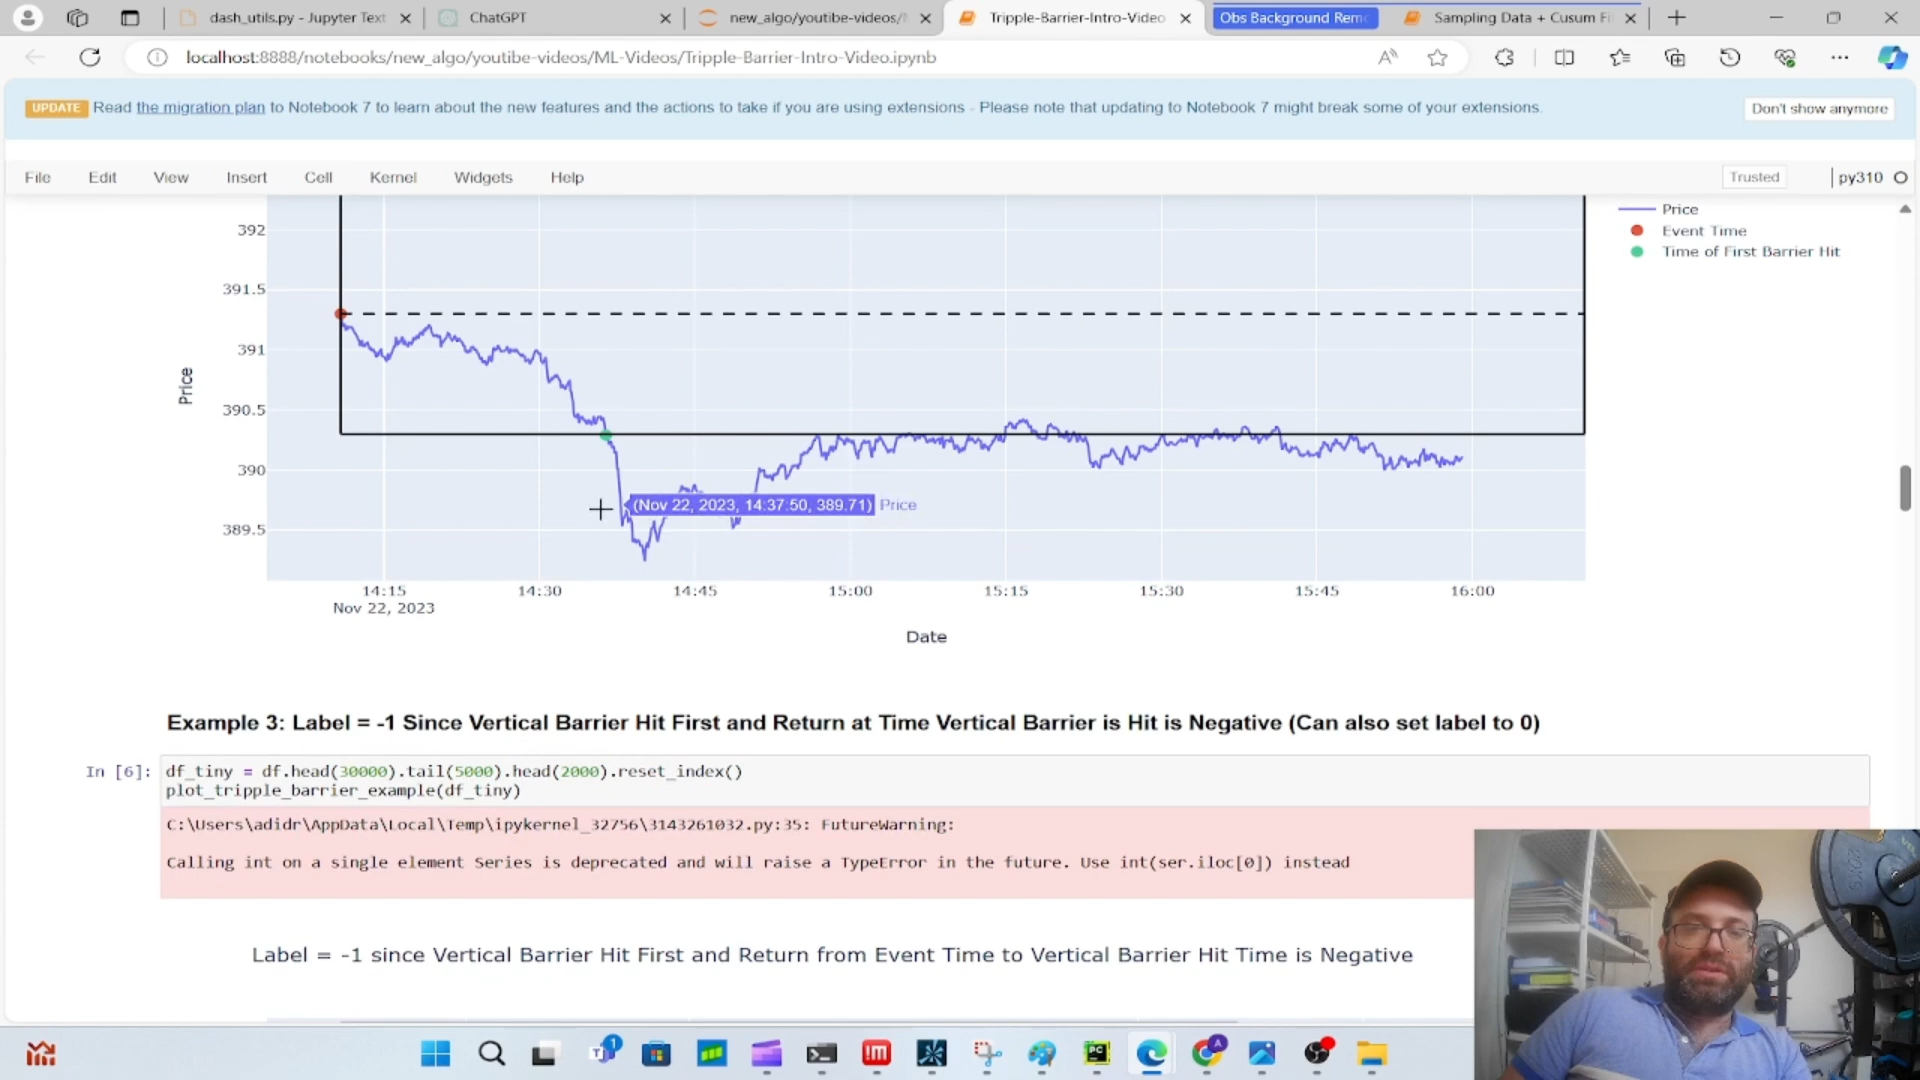 dash_utils.py - Jupyter Text
ChatGPT
new_algo/youtibe-videos/
Tripple-Barrier-Intro-Video
Obs Background Rem
Sampling Data + Cusum Fi
localhost:8888/notebooks/new_algo/youtibe-videos/ML-Videos/Tripple-Barrier-Intro-Video.ipynb
UPDATE Read the migration plan to Notebook 7 to learn about the new features and the actions to take if you are using extensions - Please note that updating to Notebook 7 might break some of your extensions.
Don't show anymore
File Edit View Insert Cell Kernel Widgets Help
Trusted
py310
Price
Event Time
Time of First Barrier Hit
392
391.5
391
390.5
390
389.5
Price
(Nov 22, 2023, 14:37:50, 389.71) Price
14:15 14:30 14:45 15:00 15:15 15:30 15:45 16:00
Nov 22, 2023
Date
Example 3: Label = -1 Since Vertical Barrier Hit First and Return at Time Vertical Barrier is Hit is Negative (Can also set label to 0)
In [6]: df_tiny = df.head(30000).tail(5000).head(2000).reset_index()
plot_tripple_barrier_example(df_tiny)
C:\Users\adidr\AppData\Local\Temp\ipykernel_32756\3143261032.py:35: FutureWarning:
Calling int on a single element Series is deprecated and will raise a TypeError in the future. Use int(ser.iloc[0]) instead
Label = -1 since Vertical Barrier Hit First and Return from Event Time to Vertical Barrier Hit Time is Negative